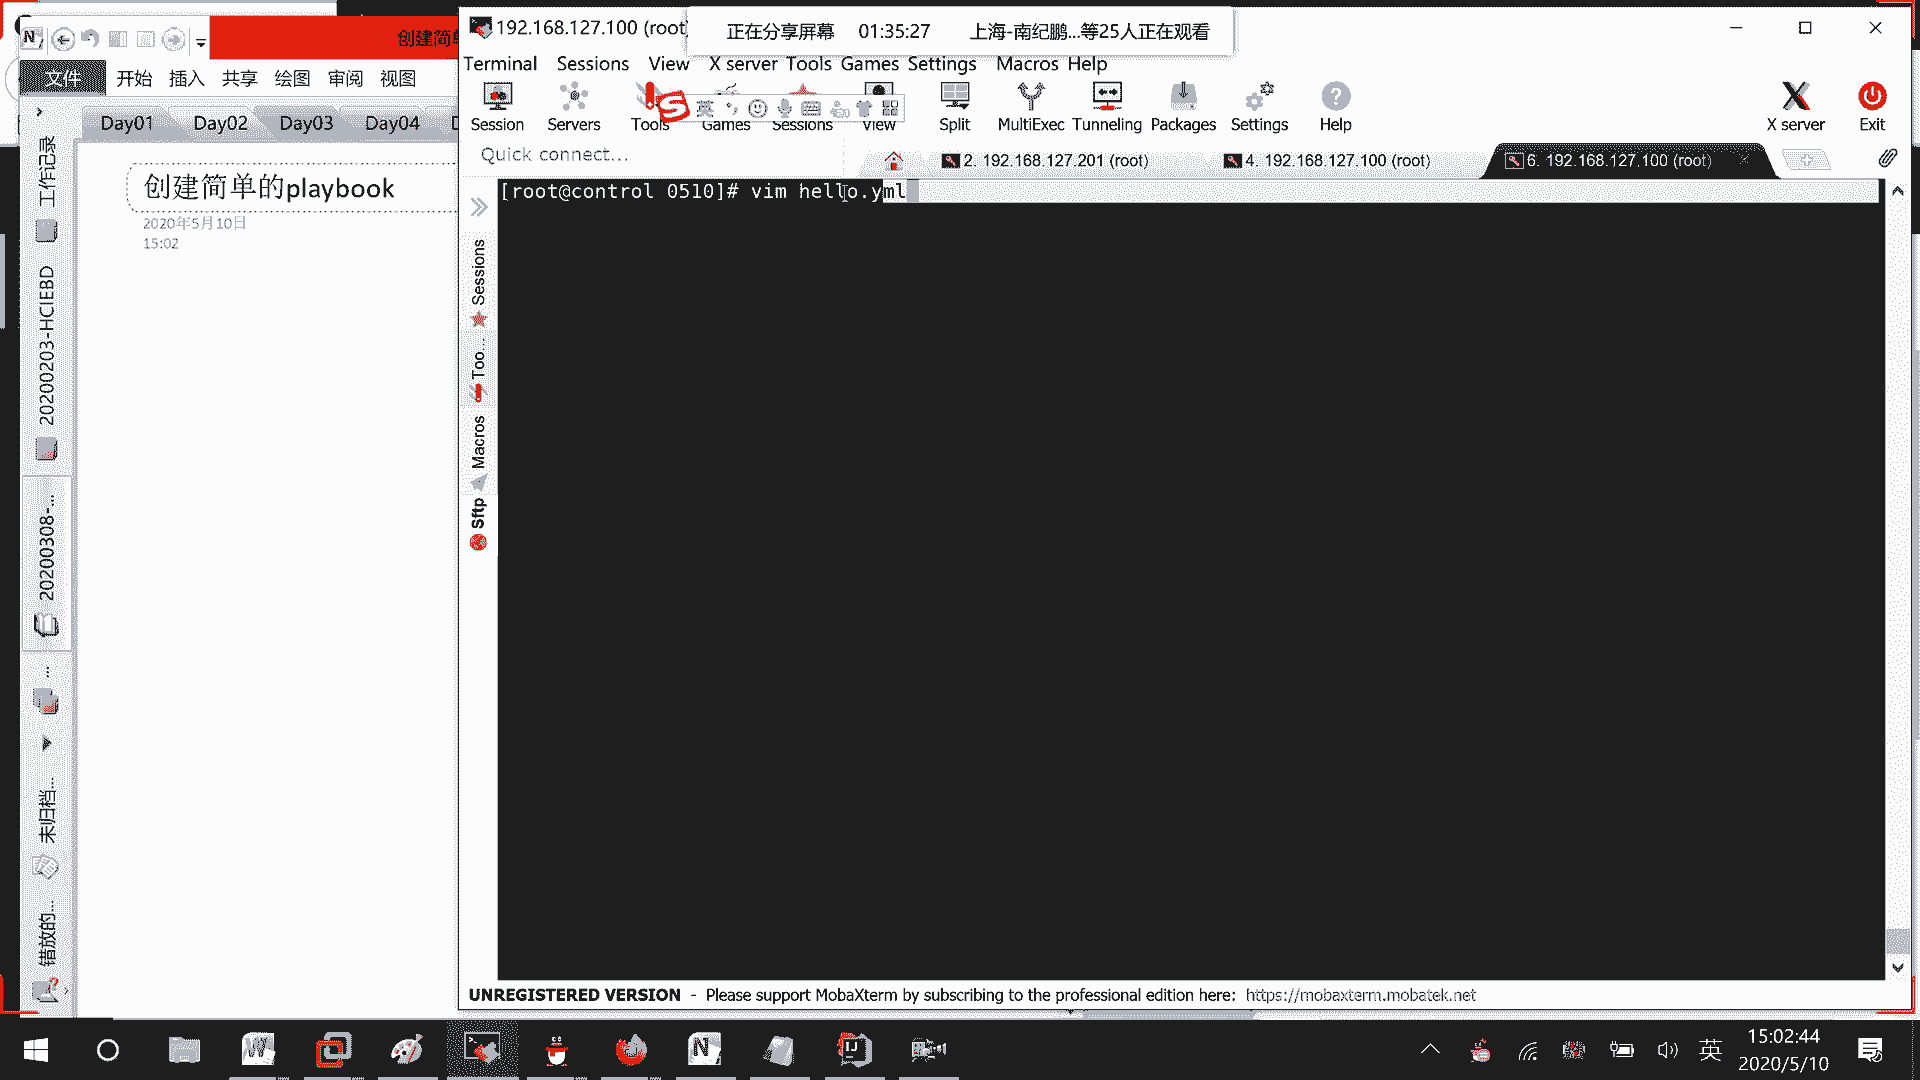 创建简单
文件 开始 插入 共享 绘图 审阅 视图
Day01 Day02 Day03 Day04
创建简单的playbook
2020年5月10日
15:02
工作记录
20200203-HCIEBD
20200308-...
...
未归档...
错放的...
192.168.127.100 (root
正在分享屏幕 01:35:27 上海-南纪鹏...等25人正在观看
Terminal Sessions View X server Tools Games Settings Macros Help
英
Session Servers Tools Games Sessions View Split MultiExec Tunneling Packages Settings Help X server Exit
Quick connect...
2. 192.168.127.201 (root) 4. 192.168.127.100 (root) 6. 192.168.127.100 (root)
[root@control 0510]# vim hello.yml
Sessions
Too...
Macros
Sftp
UNREGISTERED VERSION - Please support MobaXterm by subscribing to the professional edition here: https://mobaxterm.mobatek.net
英 15:02:44
2020/5/10